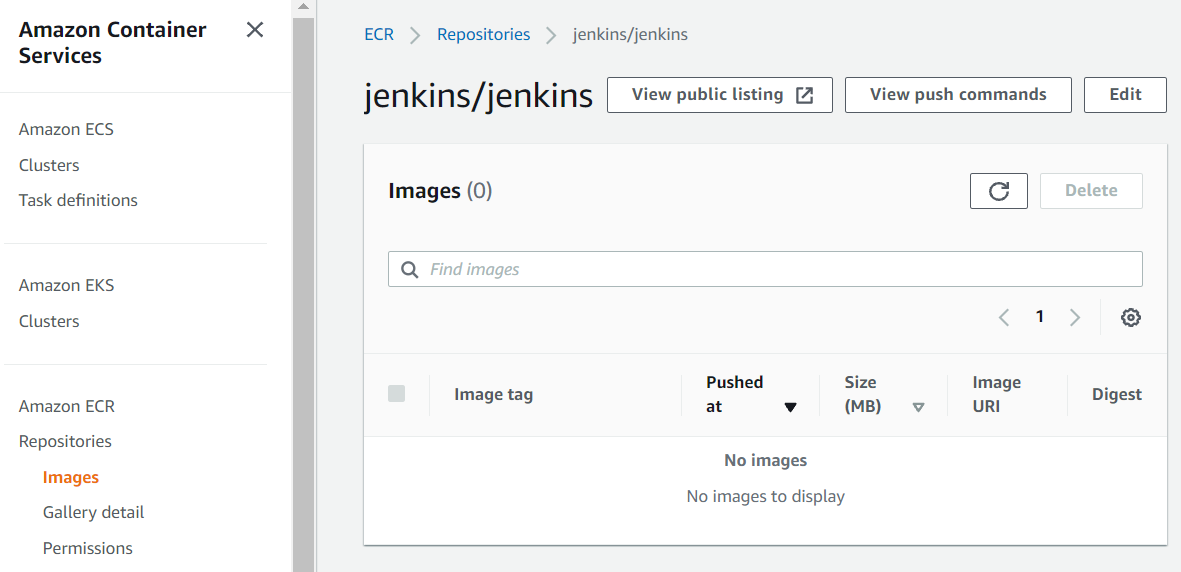 Amazon Container
Services
Amazon ECS
Clusters
Task definitions
Amazon EKS
Clusters
Amazon ECR
Repositories
Images
Gallery detail
Permissions
ECR Repositories jenkins/jenkins
jenkins/jenkins View public listing View push commands Edit
Images (0) Delete
Find images
1
Image tag Pushed at Size (MB) Image URI Digest
No images
No images to display